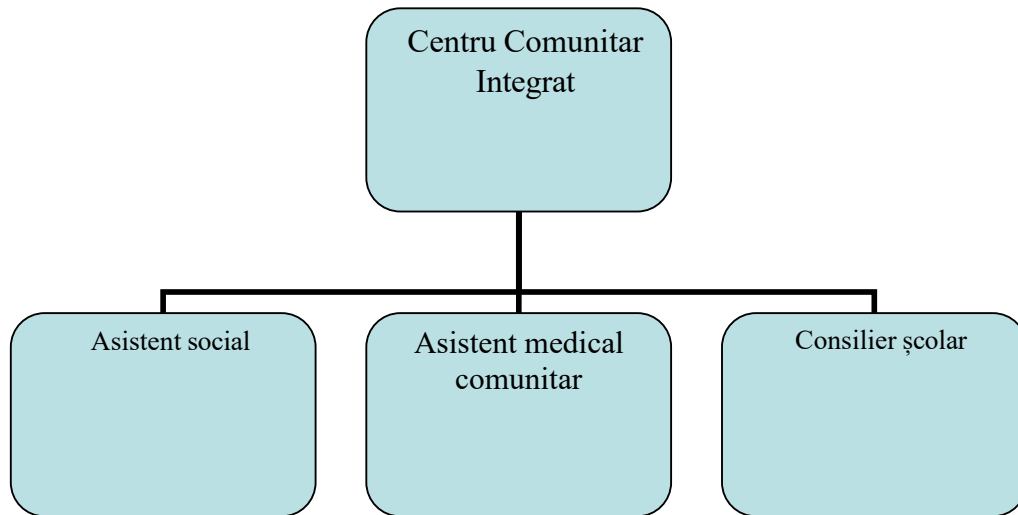 Centru Comunitar
Integrat
Asistent social
Asistent medical
comunitar
Consilier școlar